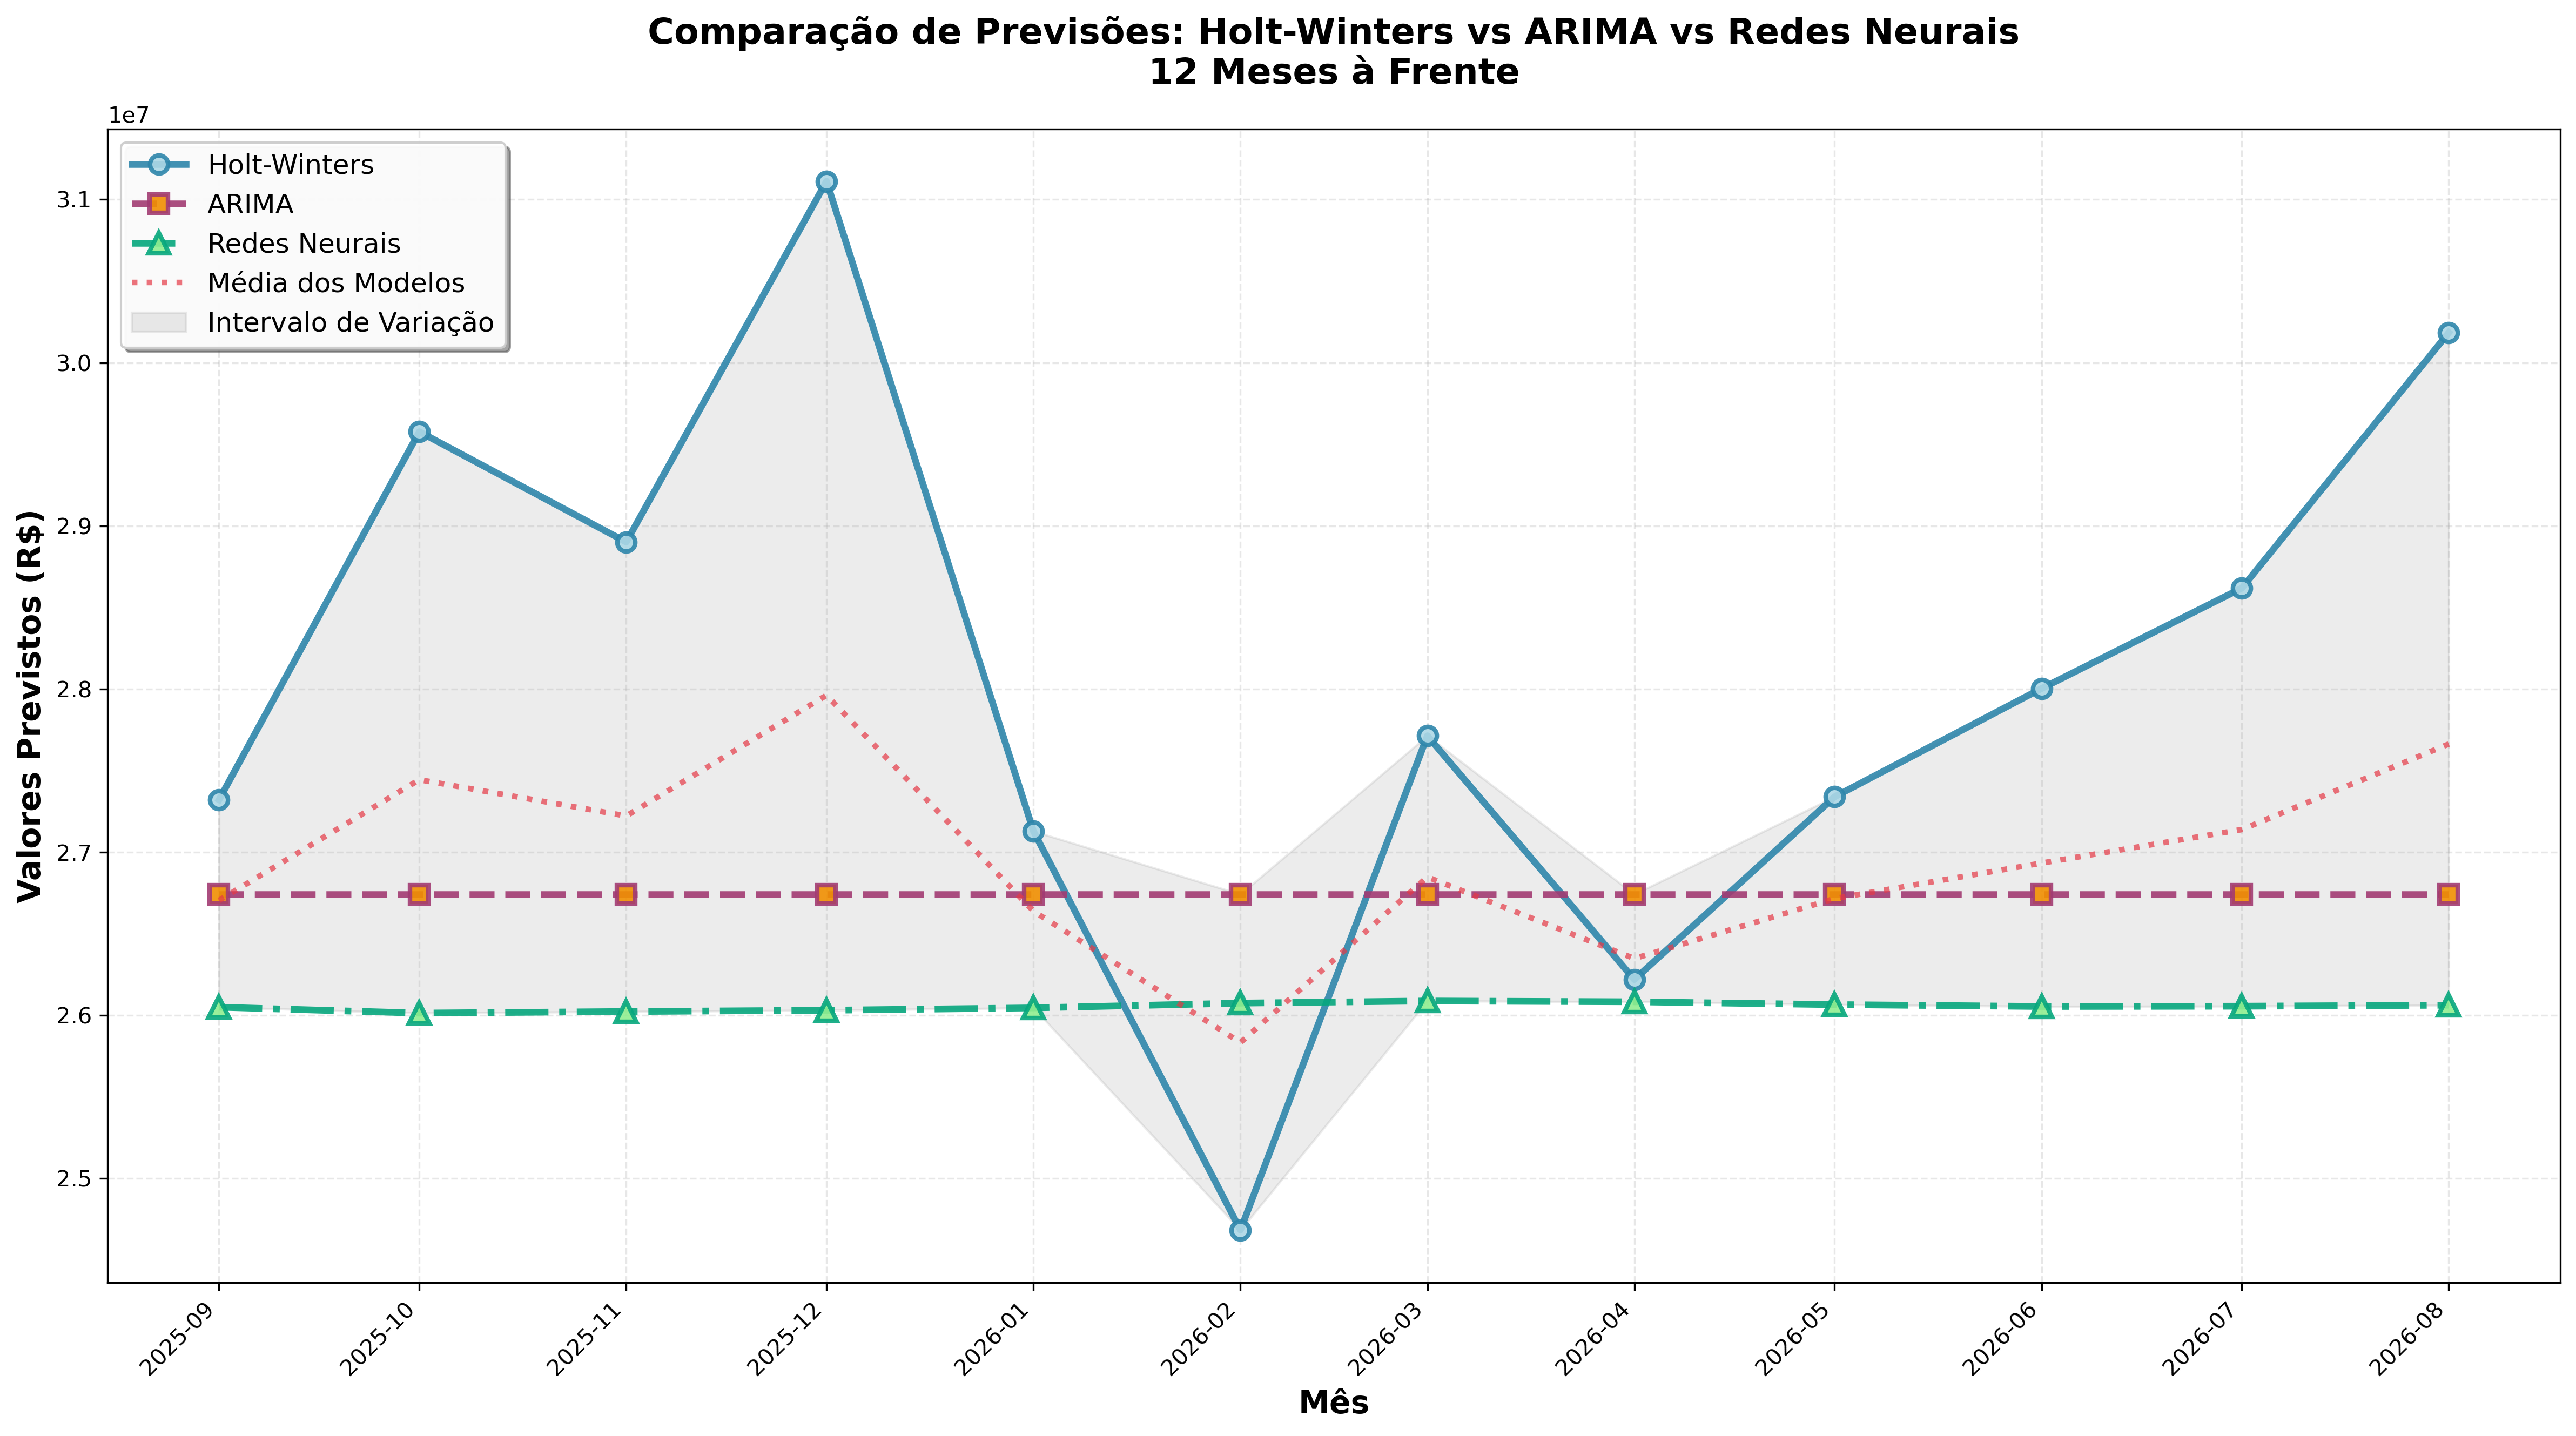 Comparação de Previsões: Holt-Winters vs ARIMA vs Redes Neurais
12 Meses à Frente
1e7
Holt-Winters
ARIMA
Redes Neurais
Média dos Modelos
Intervalo de Variação
3.1
3.0
2.9
2.8
2.7
2.6
2.5
Valores Previstos (R$)
2025-09
2025-10
2025-11
2025-12
2026-01
2026-02
2026-03
2026-04
2026-05
2026-06
2026-07
2026-08
Mês